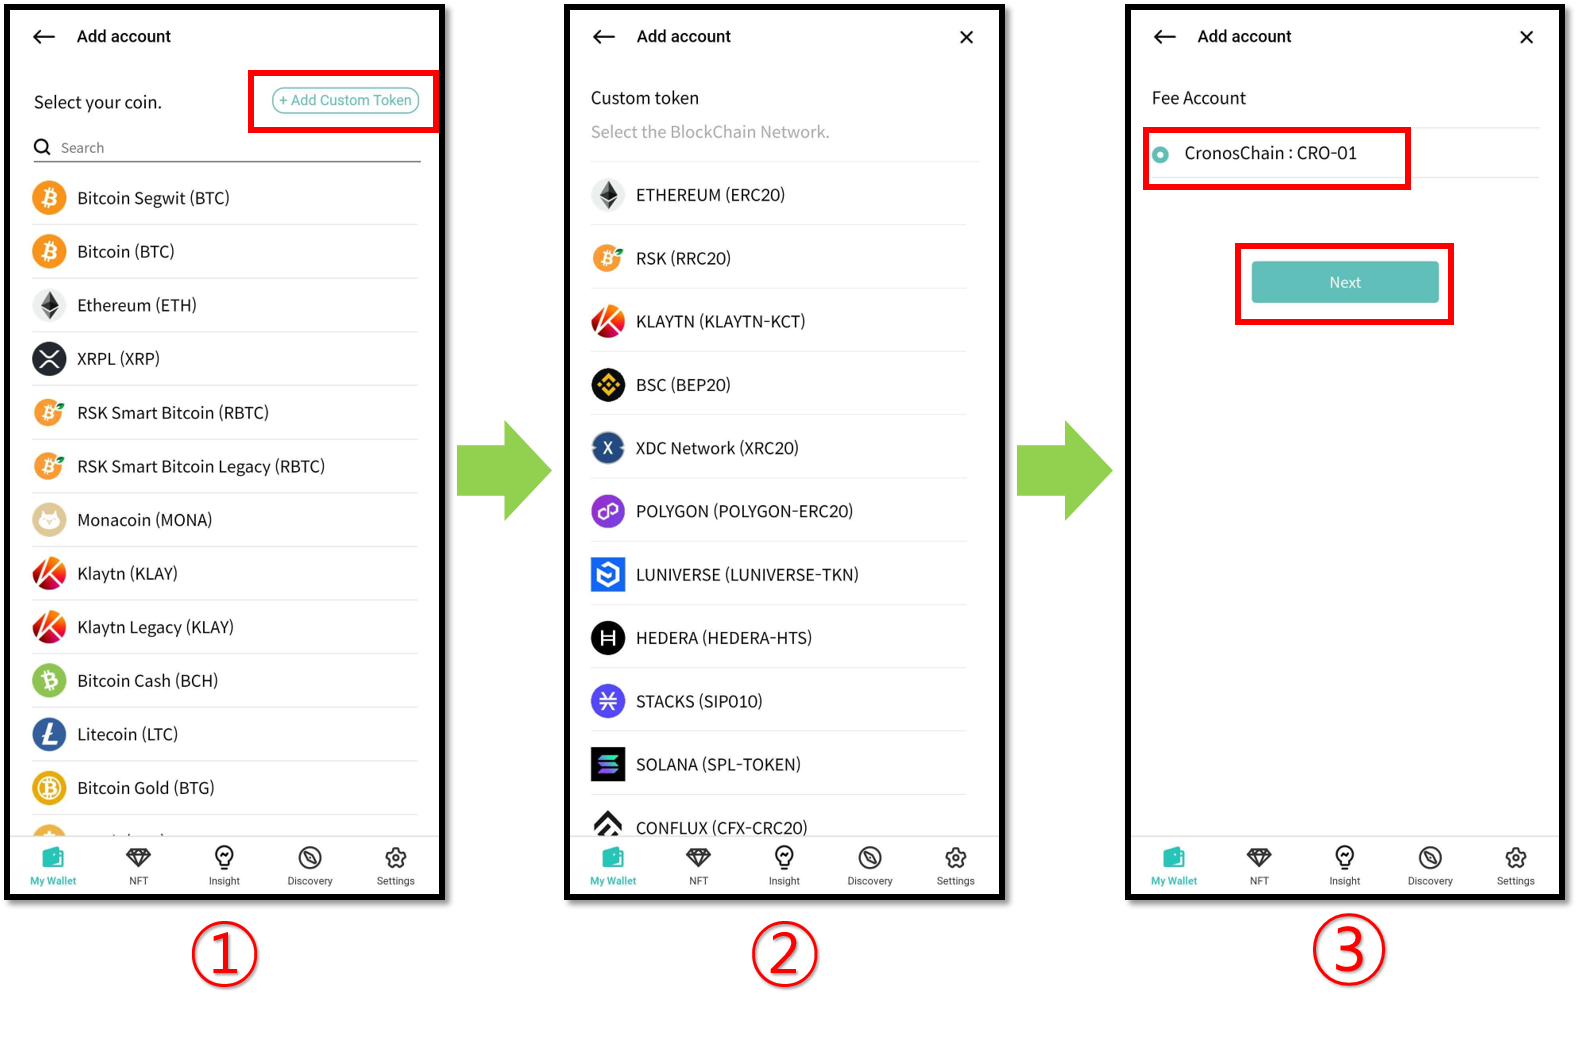 Add account
Select your coin.
+ Add Custom Token
Search
Bitcoin Segwit (BTC)
Bitcoin (BTC)
Ethereum (ETH)
XRPL (XRP)
RSK Smart Bitcoin (RBTC)
RSK Smart Bitcoin Legacy (RBTC)
Monacoin (MONA)
Klaytn (KLAY)
Klaytn Legacy (KLAY)
Bitcoin Cash (BCH)
Litecoin (LTC)
Bitcoin Gold (BTG)
My Wallet
NFT
Insight
Discovery
Settings
①
Add account
Custom token
Select the BlockChain Network.
ETHEREUM (ERC20)
RSK (RRC20)
KLAYTN (KLAYTN-KCT)
BSC (BEP20)
XDC Network (XRC20)
POLYGON (POLYGON-ERC20)
LUNIVERSE (LUNIVERSE-TKN)
HEDERA (HEDERA-HTS)
STACKS (SIP010)
SOLANA (SPL-TOKEN)
CONFLUX (CFX-CRC20)
My Wallet
NFT
Insight
Discovery
Settings
②
Add account
Fee Account
CronosChain : CRO-01
Next
My Wallet
NFT
Insight
Discovery
Settings
③